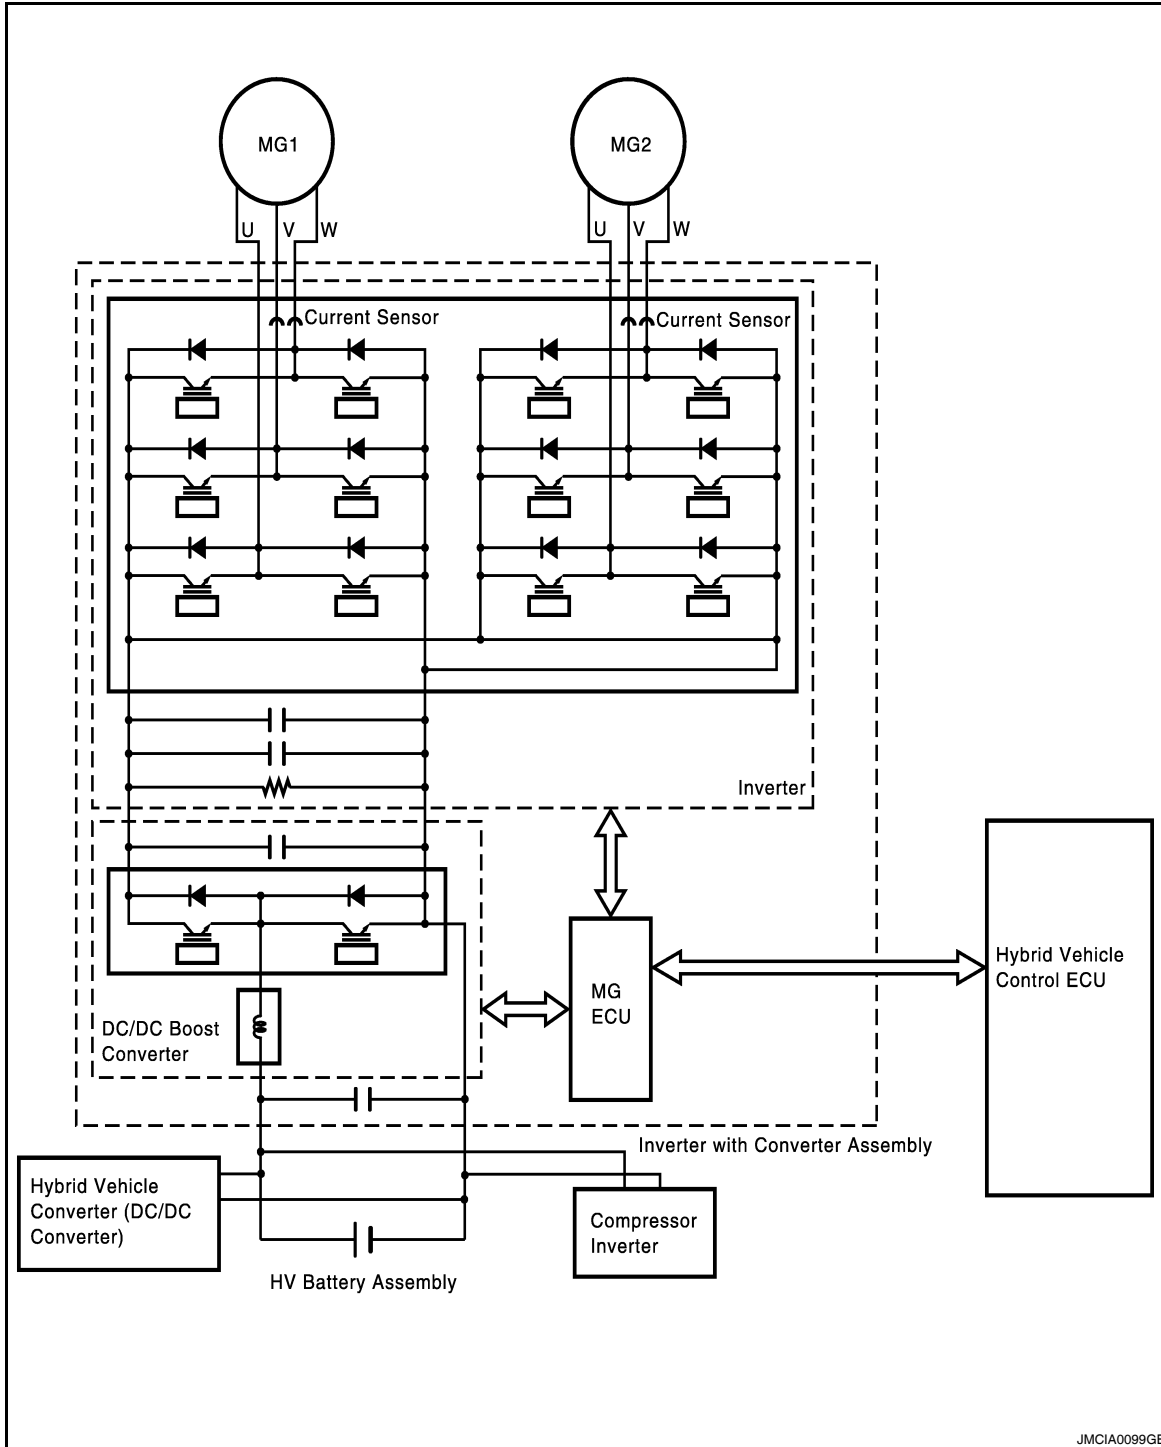 MG1
MG2
U
V
W
U
V
W
Current Sensor
Current Sensor
Inverter
DC/DC Boost
Converter
MG
ECU
Hybrid Vehicle
Control ECU
Inverter with Converter Assembly
Hybrid Vehicle
Converter (DC/DC
Converter)
Compressor
Inverter
HV Battery Assembly
JMCIA0099GB